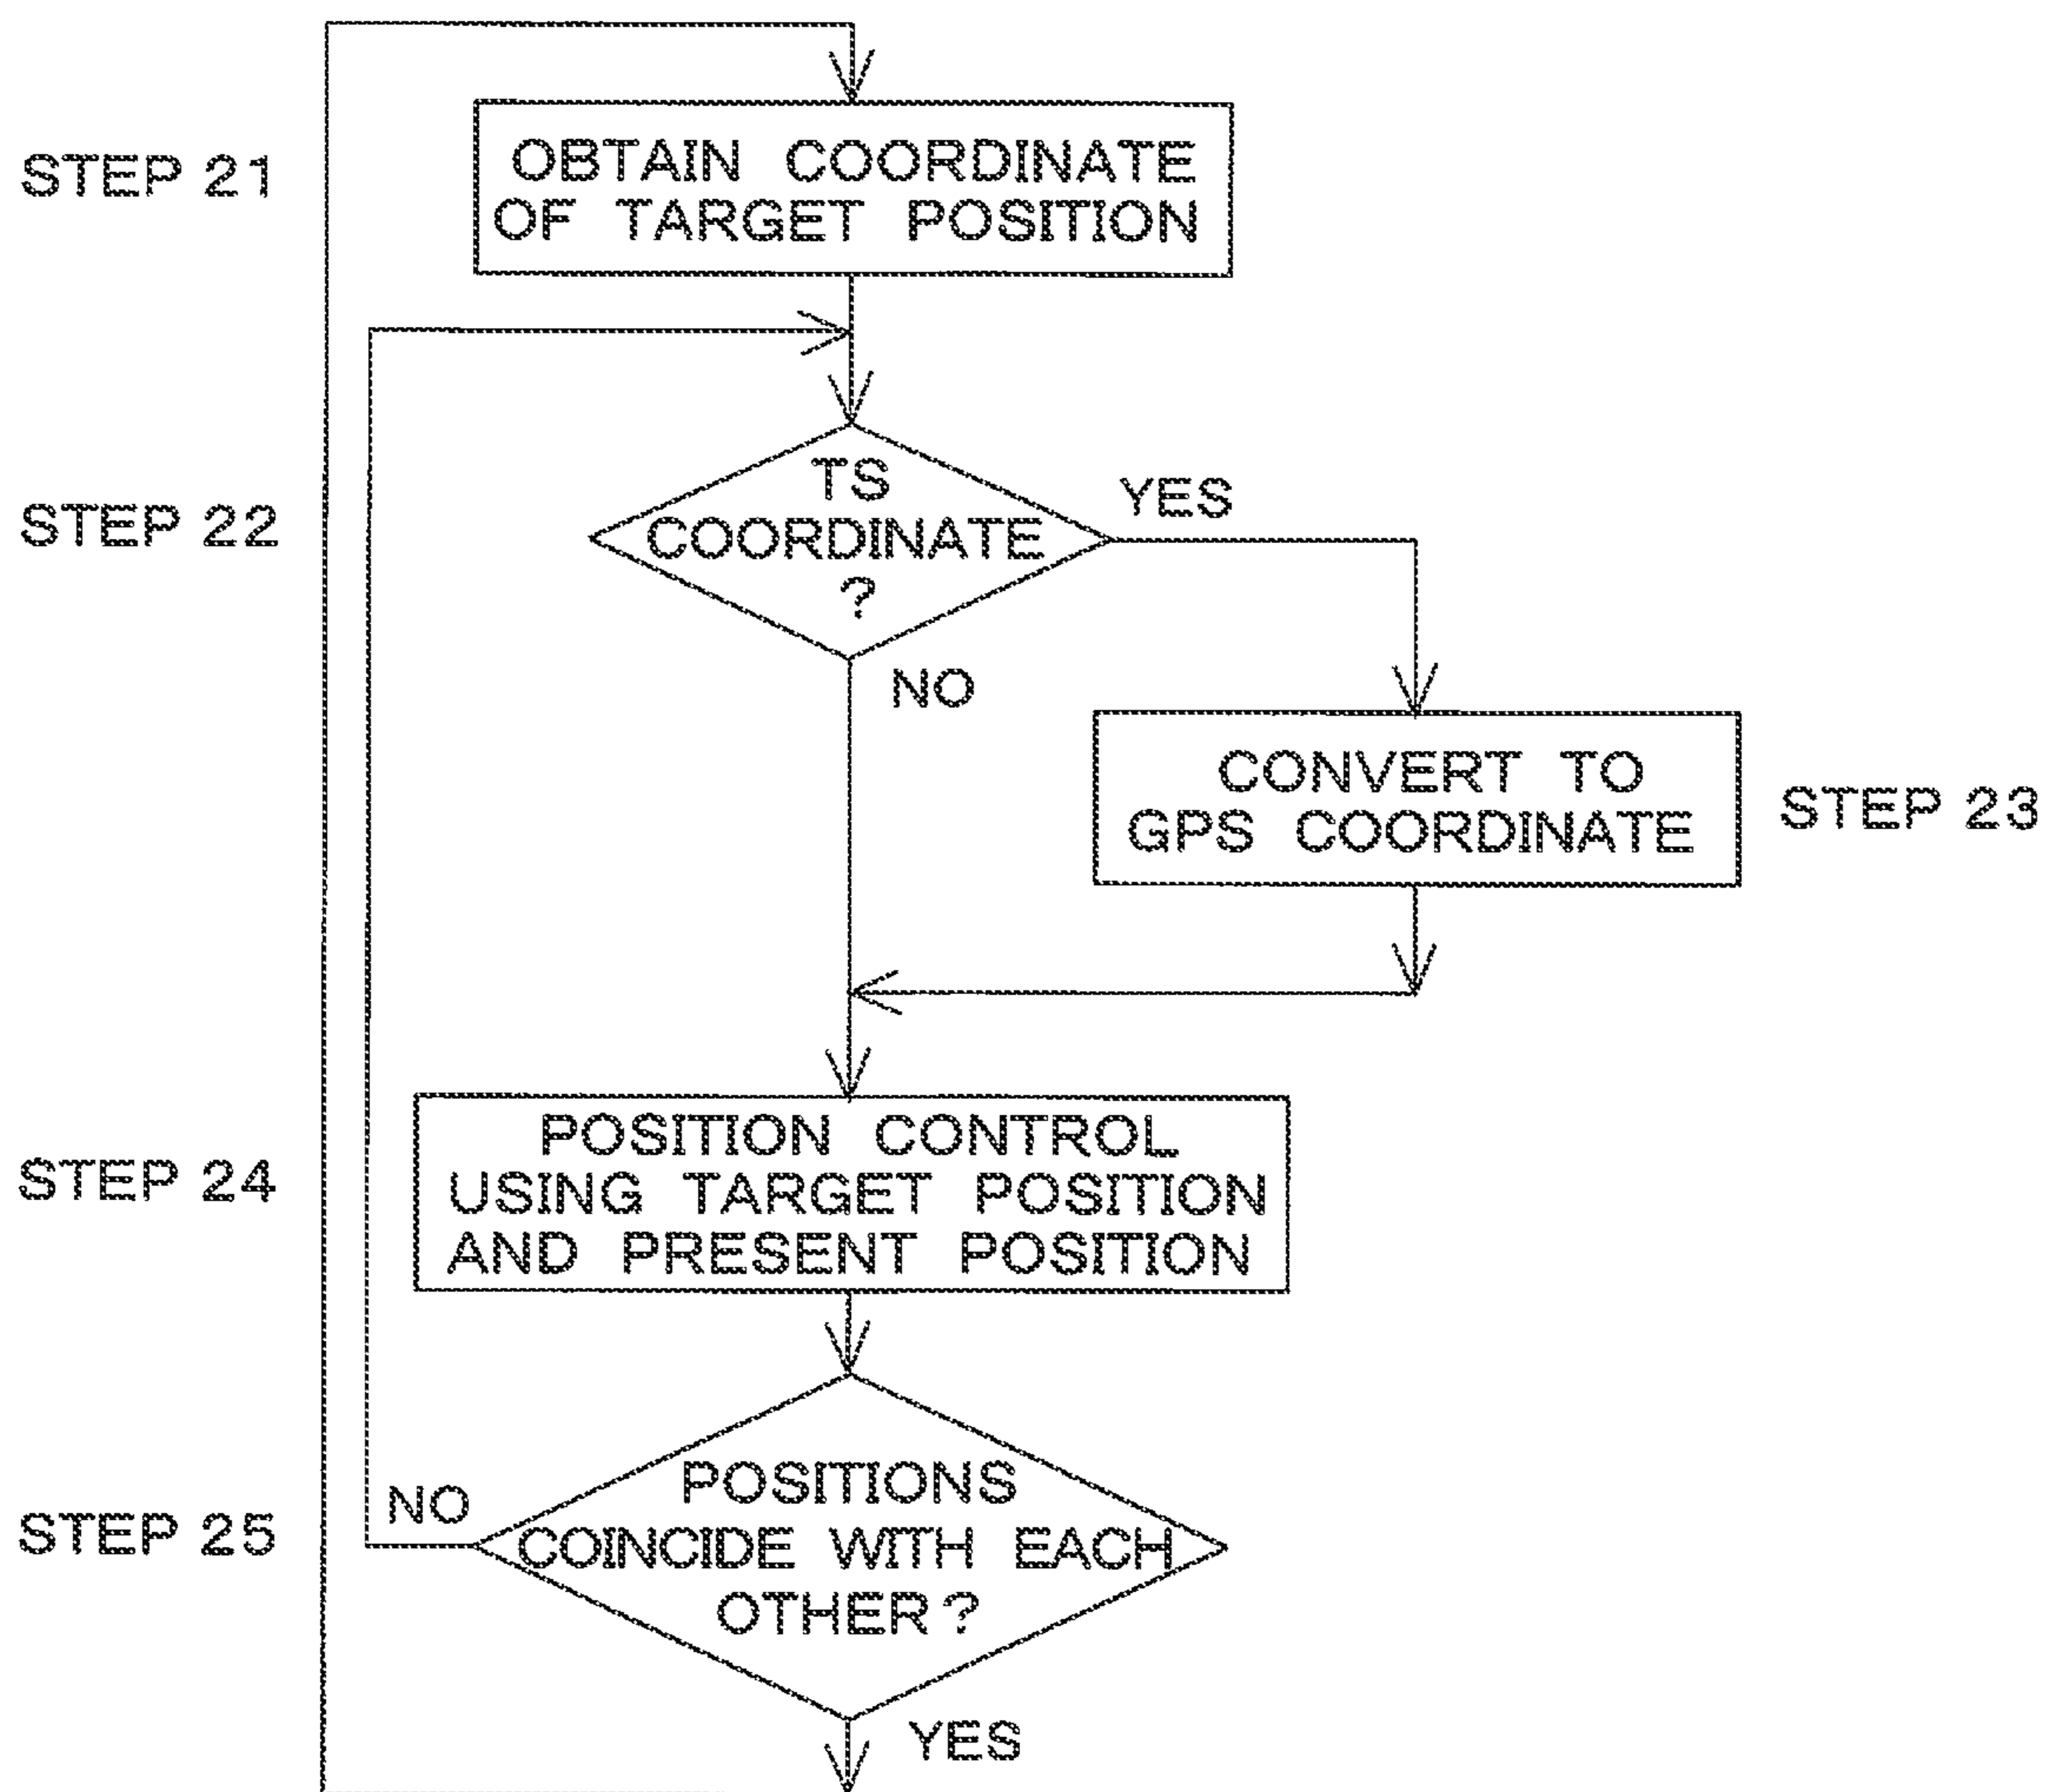 STEP 21
OBTAIN COORDINATE
OF TARGET POSITION
STEP 22
TS
COORDINATE
?
YES
NO
CONVERT TO
GPS COORDINATE
STEP 23
STEP 24
POSITION CONTROL
USING TARGET POSITION
AND PRESENT POSITION
STEP 25
NO
POSITIONS
COINCIDE WITH EACH
OTHER ?
YES